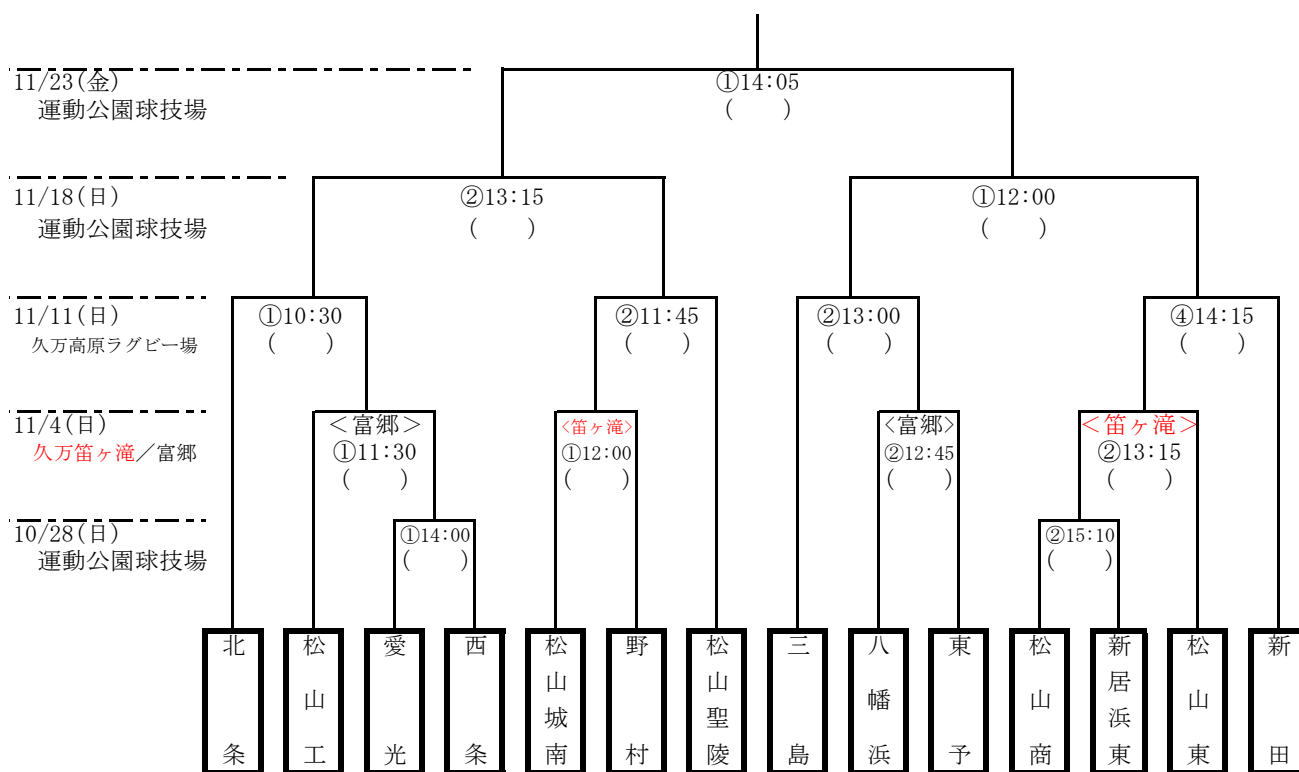 11/23(金)
運動公園球技場
①14:05
(　　)
11/18(日)
運動公園球技場
②13:15
(　　)
①12:00
(　　)
11/11(日)
久万高原ラグビー場
①10:30
(　　)
②11:45
(　　)
②13:00
(　　)
④14:15
(　　)
11/4(日)
久万笛ヶ滝／富郷
＜富郷＞
①11:30
(　　)
<笛ヶ滝>
①12:00
(　　)
<富郷>
②12:45
(　　)
＜笛ヶ滝＞
②13:15
(　　)
10/28(日)
運動公園球技場
①14:00
(　　)
②15:10
(　　)
北条
松山工
愛光
西条
松山城南
野村
松山聖陵
三島
八幡浜
東予
松山商
新居浜東
松山東
新田